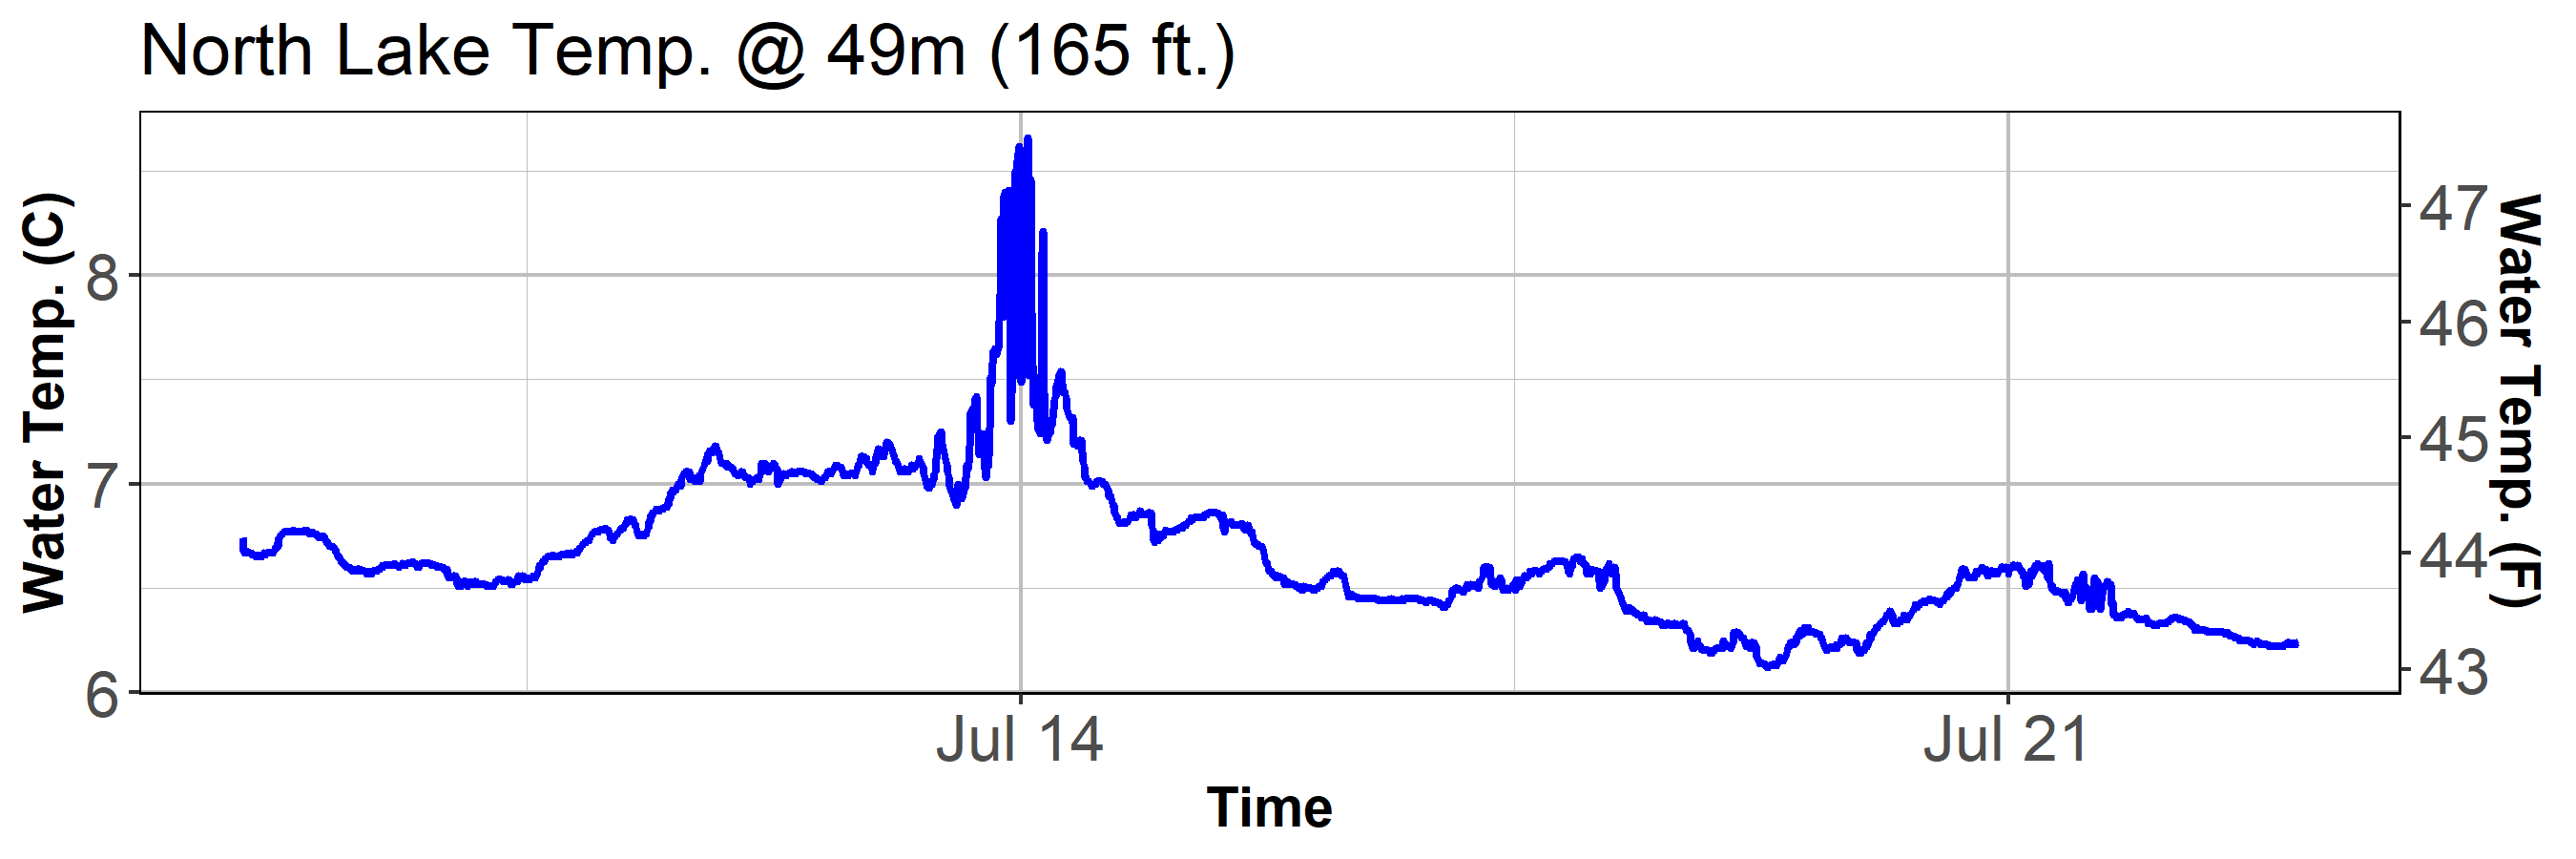 North Lake Temp. @ 49m (165 ft.)
Water Temp. (C)
8
7
6
47
46
45
44
43
Water Temp. (F)
Jul 14
Jul 21
Time